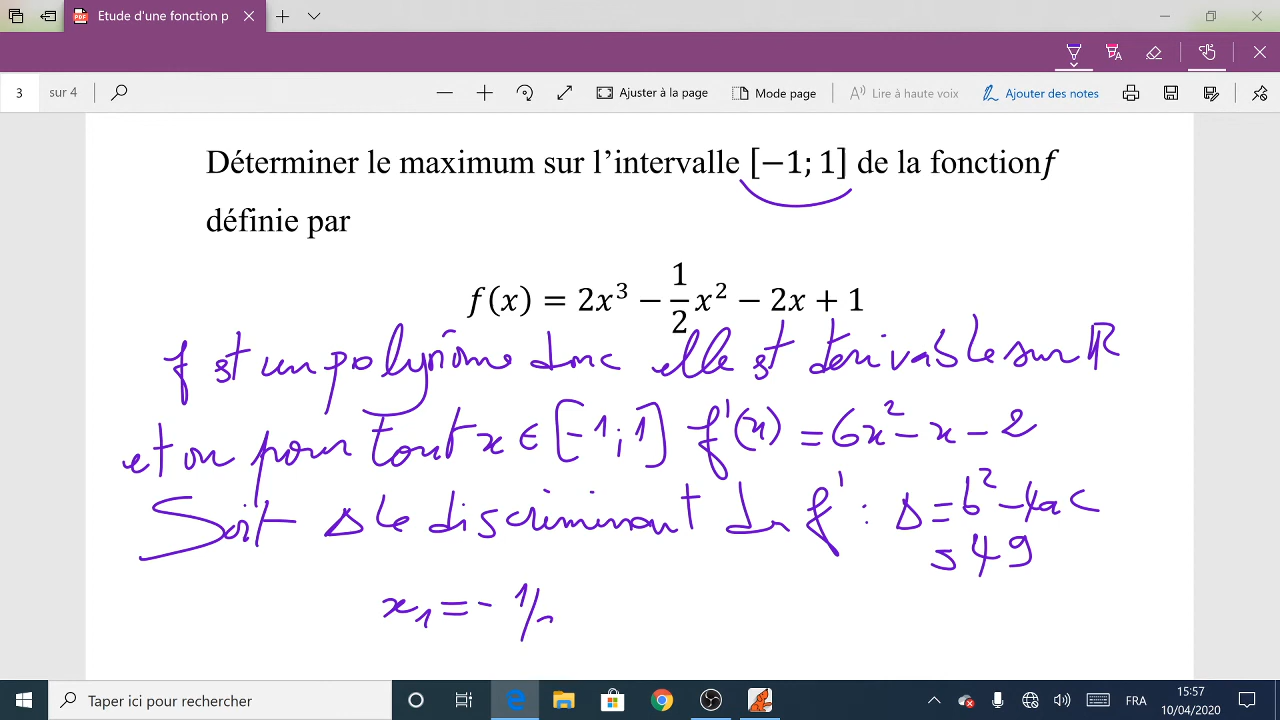 Etude d'une fonction p
3 sur 4
Ajuster à la page
Mode page
Lire à haute voix
Ajouter des notes
Déterminer le maximum sur l’intervalle [−1; 1] de la fonctionf
définie par
f(x) = 2x³ − 1/2 x² − 2x + 1
f est un polynôme donc elle est derivable sur ℝ
et on pour tout x ∈ [-1;1] f'(x) = 6x² - x - 2
Soit Δ le discriminant de f' : Δ = b² - 4ac
= 49
x₁ = - 1/
Taper ici pour rechercher
FRA
15:57
10/04/2020